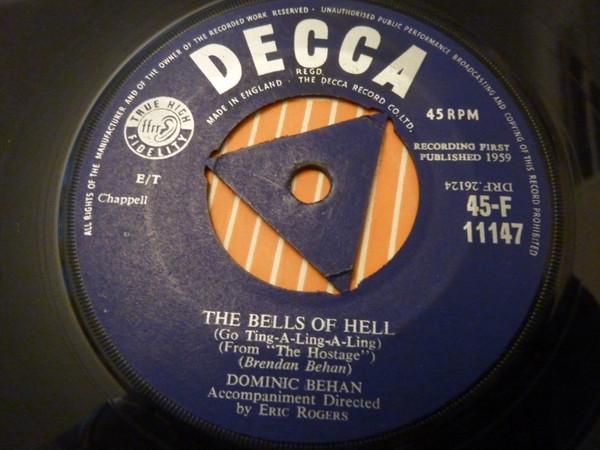 ALL RIGHTS OF THE MANUFACTURER AND OF THE OWNER OF THE RECORDED WORK RESERVED · UNAUTHORISED PUBLIC PERFORMANCE BROADCASTING AND COPYING OF THIS RECORD PROHIBITED
DECCA
REGD.
MADE IN ENGLAND · THE DECCA RECORD CO. LTD.
TRUE HIGH
ffrr
FIDELITY
45 RPM
RECORDING FIRST
PUBLISHED 1959
E/T
Chappell
DRF.26124
45-F
11147
THE BELLS OF HELL
(Go Ting-A-Ling-A-Ling)
(From "The Hostage")
(Brendan Behan)
DOMINIC BEHAN
Accompaniment Directed
by ERIC ROGERS